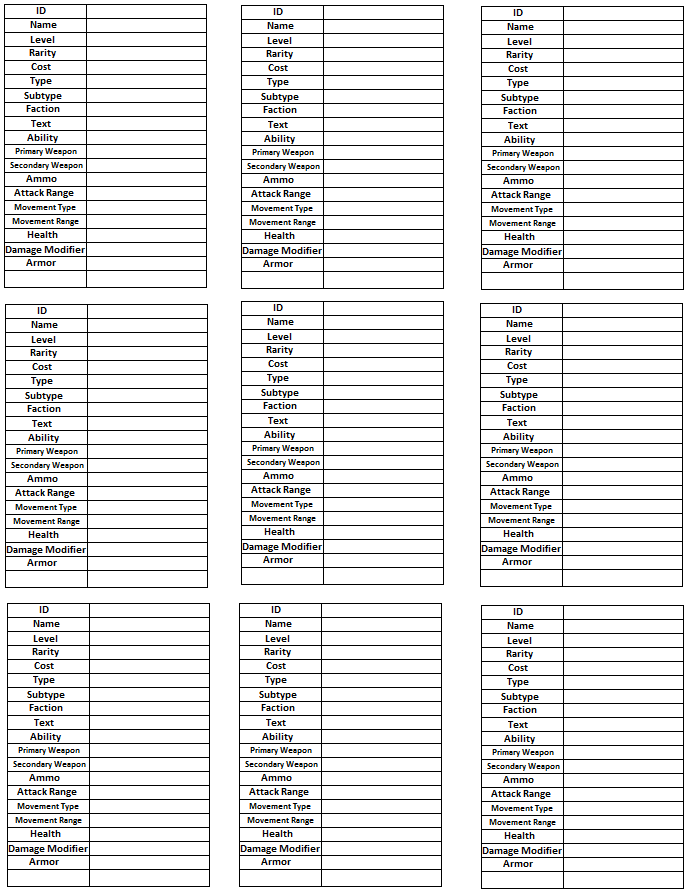 ID
Name
Level
Rarity
Cost
Type
Subtype
Faction
Text
Ability
Primary Weapon
Secondary Weapon
Ammo
Attack Range
Movement Type
Movement Range
Health
Damage Modifier
Armor
ID
Name
Level
Rarity
Cost
Type
Subtype
Faction
Text
Ability
Primary Weapon
Secondary Weapon
Ammo
Attack Range
Movement Type
Movement Range
Health
Damage Modifier
Armor
ID
Name
Level
Rarity
Cost
Type
Subtype
Faction
Text
Ability
Primary Weapon
Secondary Weapon
Ammo
Attack Range
Movement Type
Movement Range
Health
Damage Modifier
Armor
ID
Name
Level
Rarity
Cost
Type
Subtype
Faction
Text
Ability
Primary Weapon
Secondary Weapon
Ammo
Attack Range
Movement Type
Movement Range
Health
Damage Modifier
Armor
ID
Name
Level
Rarity
Cost
Type
Subtype
Faction
Text
Ability
Primary Weapon
Secondary Weapon
Ammo
Attack Range
Movement Type
Movement Range
Health
Damage Modifier
Armor
ID
Name
Level
Rarity
Cost
Type
Subtype
Faction
Text
Ability
Primary Weapon
Secondary Weapon
Ammo
Attack Range
Movement Type
Movement Range
Health
Damage Modifier
Armor
ID
Name
Level
Rarity
Cost
Type
Subtype
Faction
Text
Ability
Primary Weapon
Secondary Weapon
Ammo
Attack Range
Movement Type
Movement Range
Health
Damage Modifier
Armor
ID
Name
Level
Rarity
Cost
Type
Subtype
Faction
Text
Ability
Primary Weapon
Secondary Weapon
Ammo
Attack Range
Movement Type
Movement Range
Health
Damage Modifier
Armor
ID
Name
Level
Rarity
Cost
Type
Subtype
Faction
Text
Ability
Primary Weapon
Secondary Weapon
Ammo
Attack Range
Movement Type
Movement Range
Health
Damage Modifier
Armor